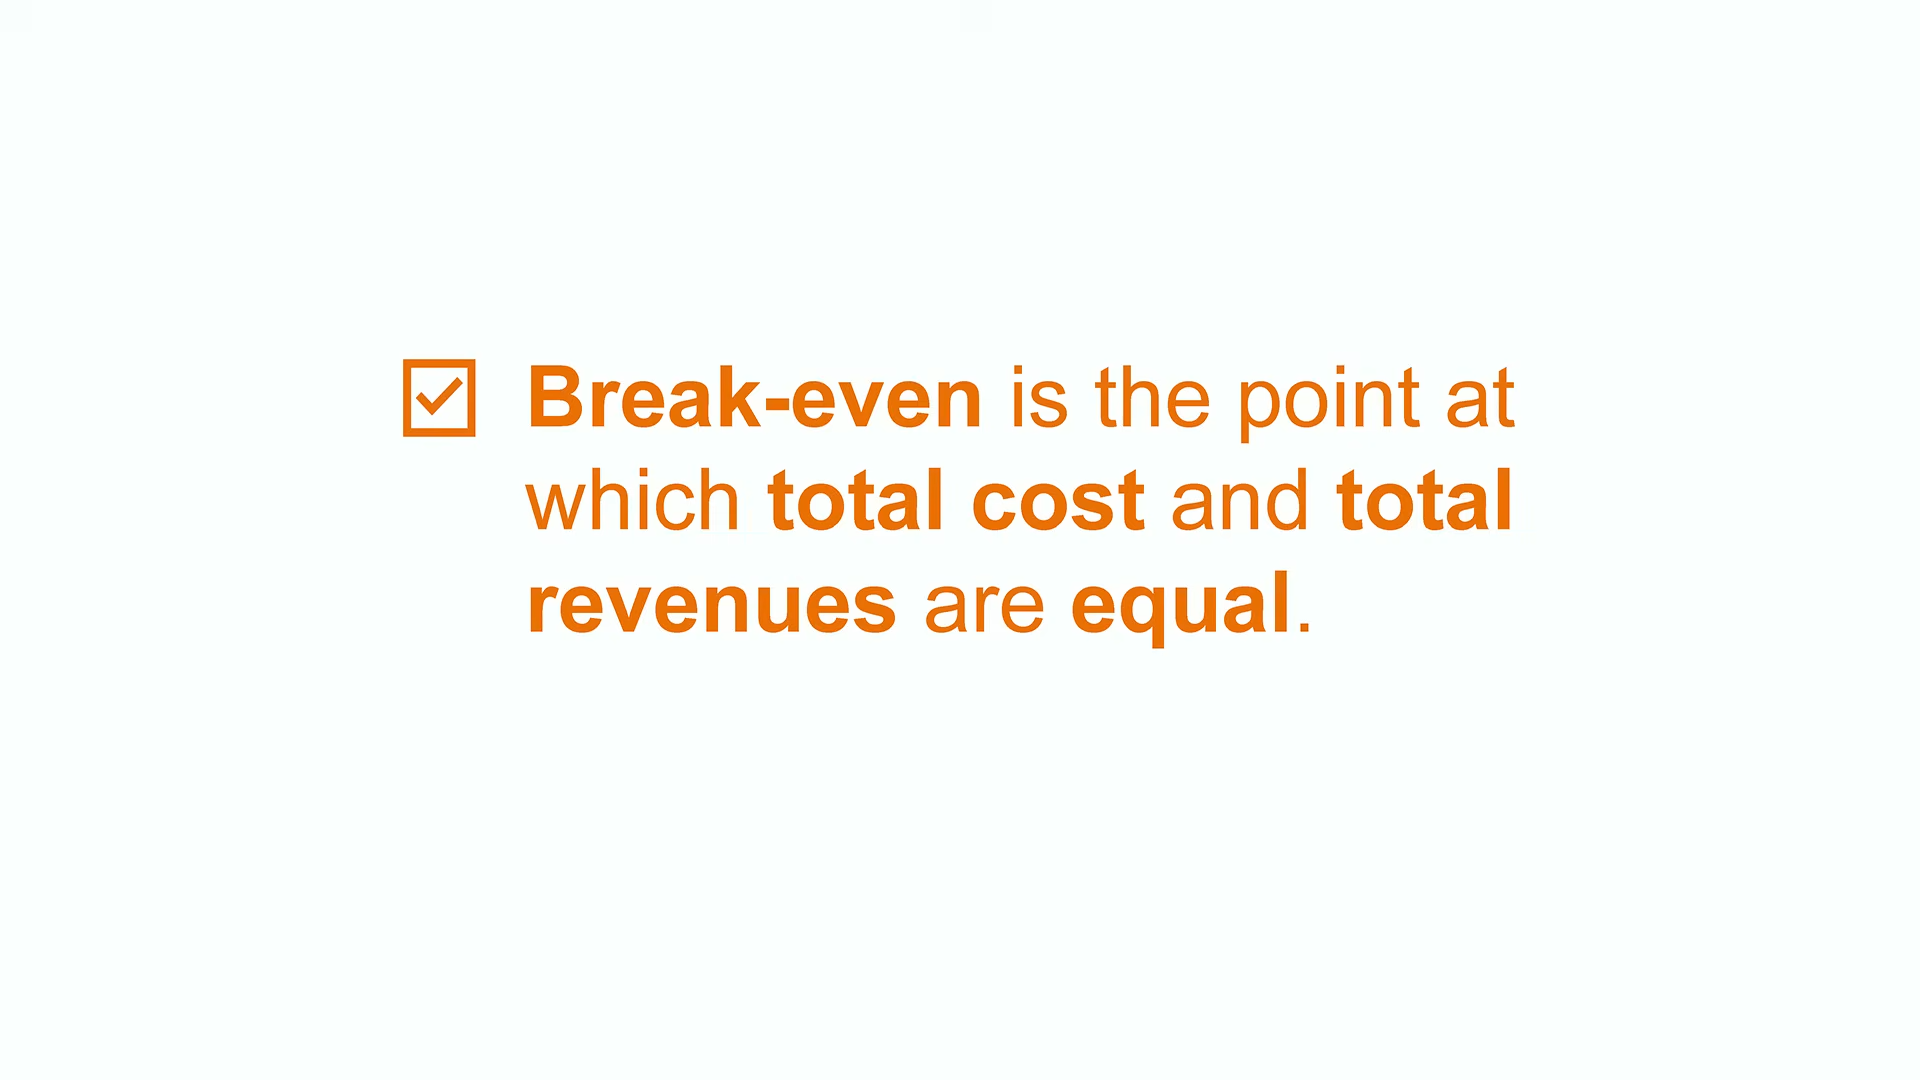 Break-even is the point at
which total cost and total
revenues are equal.